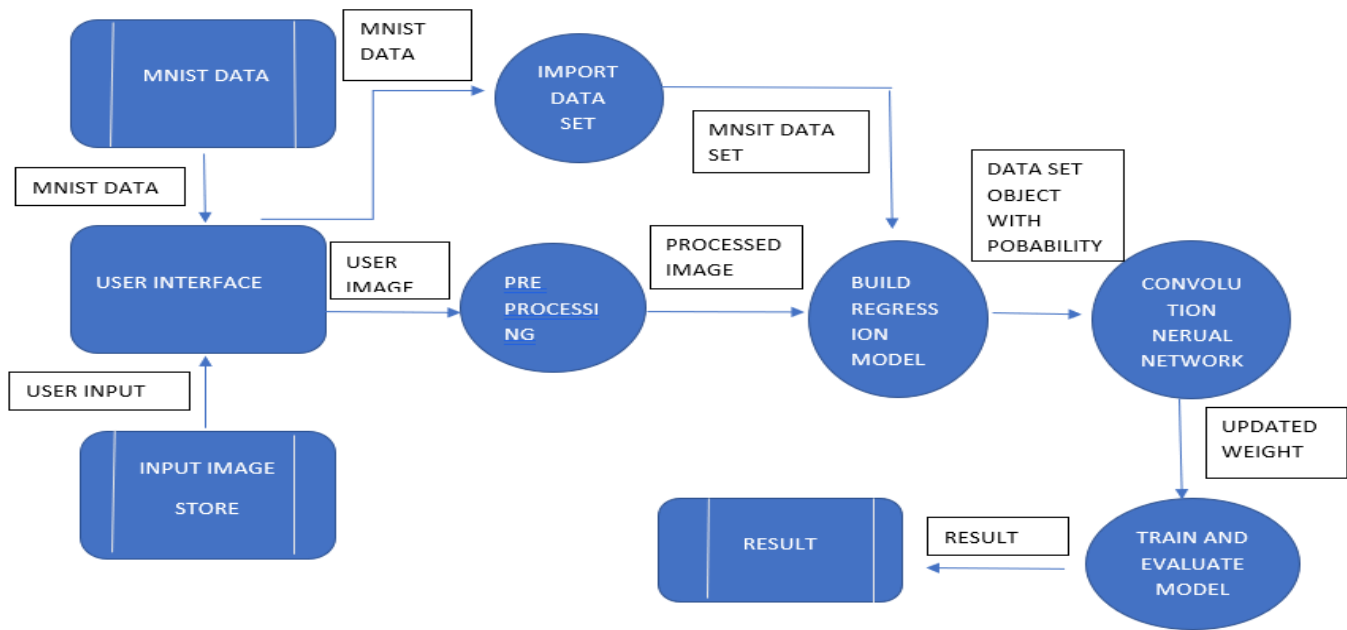 MNIST DATA
MNIST
DATA
IMPORT
DATA
SET
MNSIT DATA
SET
MNIST DATA
DATA SET
OBJECT
WITH
POBABILITY
USER INTERFACE
USER
IMAGE
PRE
PROCESSI
NG
PROCESSED
IMAGE
BUILD
REGRESS
ION
MODEL
CONVOLU
TION
NERUAL
NETWORK
USER INPUT
INPUT IMAGE
STORE
UPDATED
WEIGHT
RESULT
RESULT
TRAIN AND
EVALUATE
MODEL